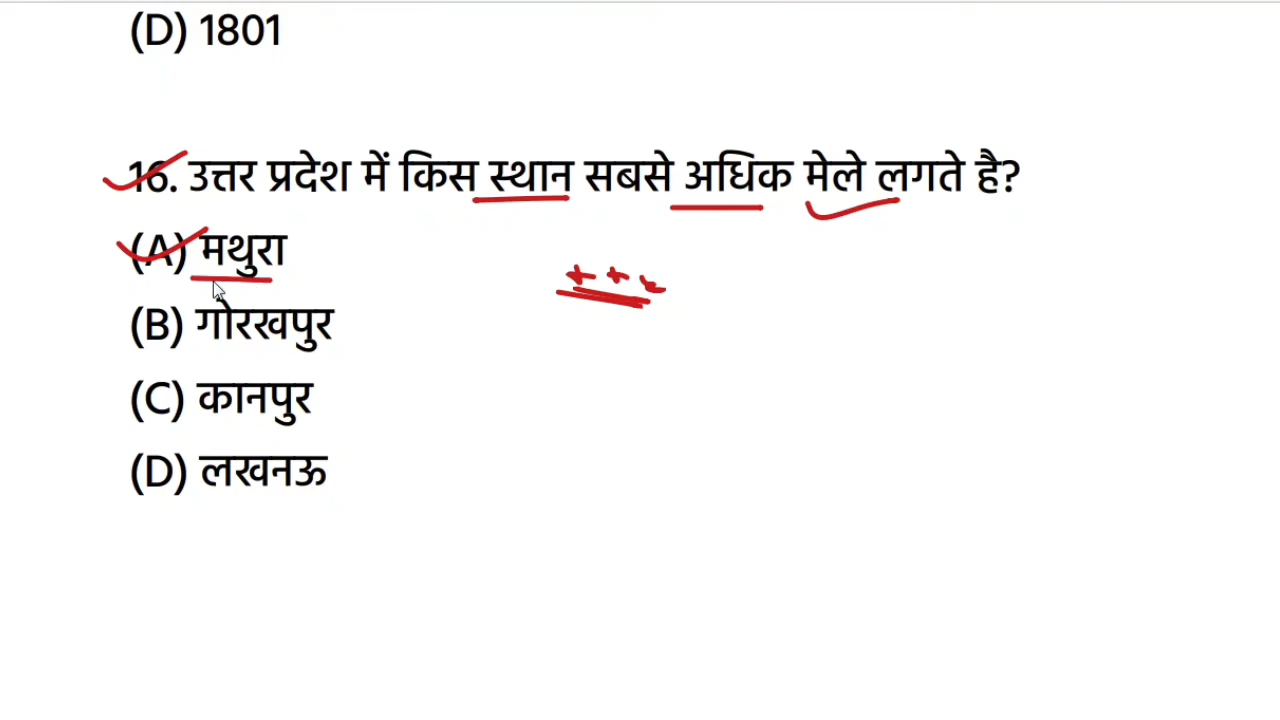 (D) 1801
16. उत्तर प्रदेश में किस स्थान सबसे अधिक मेले लगते है?
(A) मथुरा
(B) गोरखपुर
(C) कानपुर
(D) लखनऊ